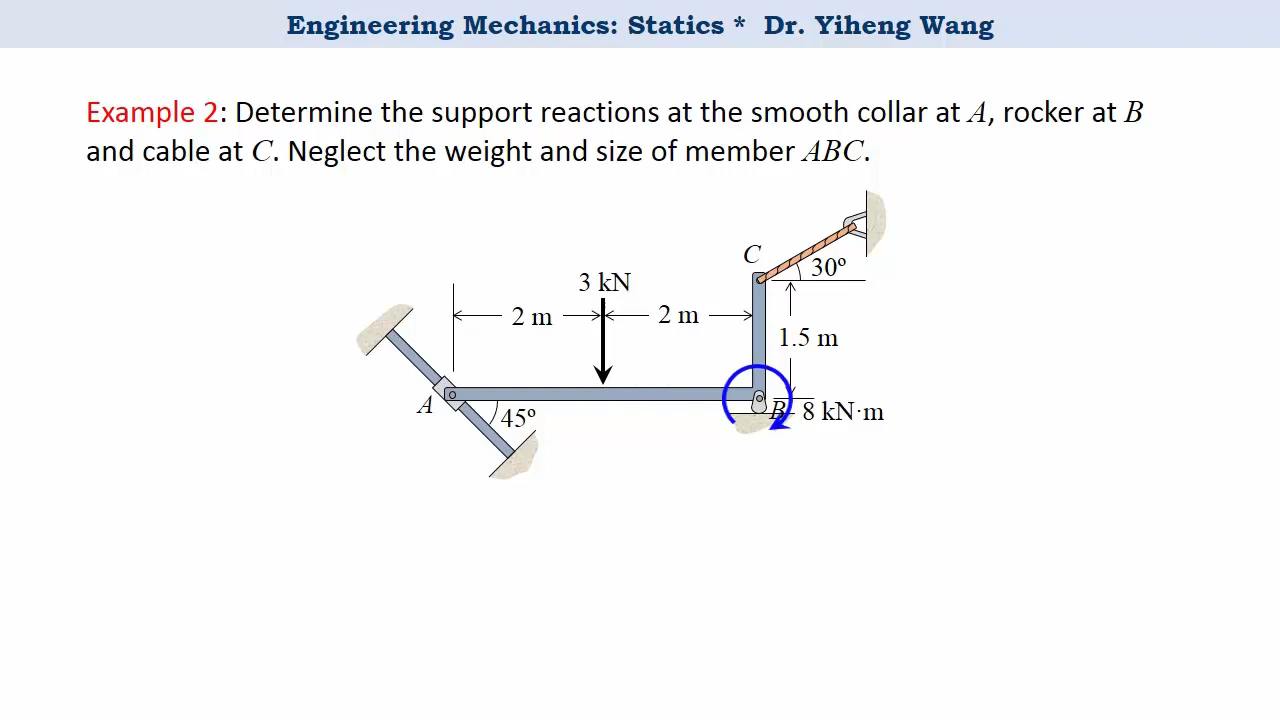 Engineering Mechanics: Statics * Dr. Yiheng Wang
Example 2: Determine the support reactions at the smooth collar at A, rocker at B
and cable at C. Neglect the weight and size of member ABC.
C
30º
3 kN
2 m
2 m
1.5 m
A
45º
B
8 kN·m